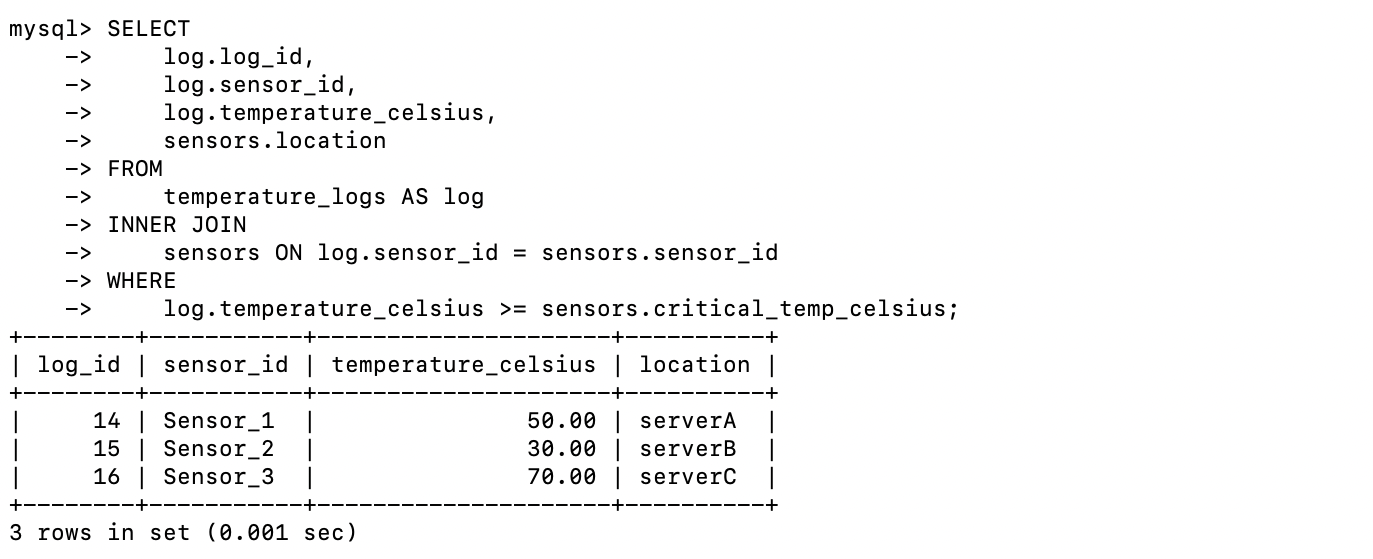 mysql> SELECT
    ->     log.log_id,
    ->     log.sensor_id,
    ->     log.temperature_celsius,
    ->     sensors.location
    -> FROM
    ->     temperature_logs AS log
    -> INNER JOIN
    ->     sensors ON log.sensor_id = sensors.sensor_id
    -> WHERE
    ->     log.temperature_celsius >= sensors.critical_temp_celsius;
+--------+-----------+---------------------+----------+
| log_id | sensor_id | temperature_celsius | location |
+--------+-----------+---------------------+----------+
|     14 | Sensor_1  |               50.00 | serverA  |
|     15 | Sensor_2  |               30.00 | serverB  |
|     16 | Sensor_3  |               70.00 | serverC  |
+--------+-----------+---------------------+----------+
3 rows in set (0.001 sec)